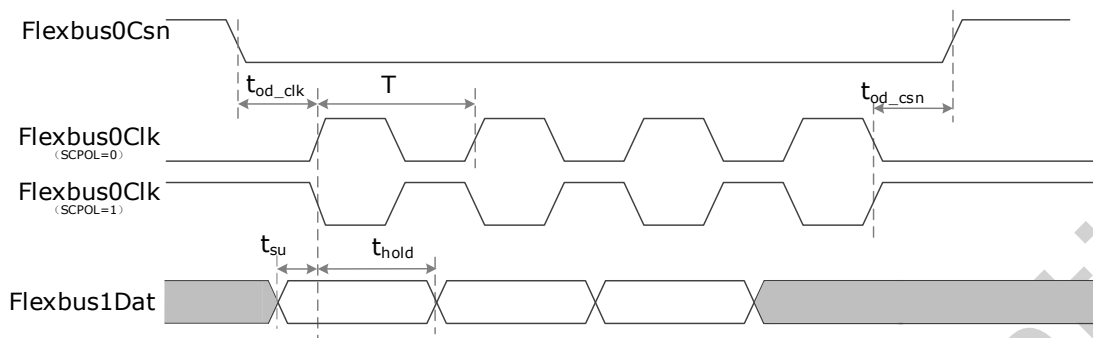 Flexbus0Csn
t_od_clk
T
t_od_csn
Flexbus0Clk
（SCPOL=0）
Flexbus0Clk
（SCPOL=1）
t_su
t_hold
Flexbus1Dat